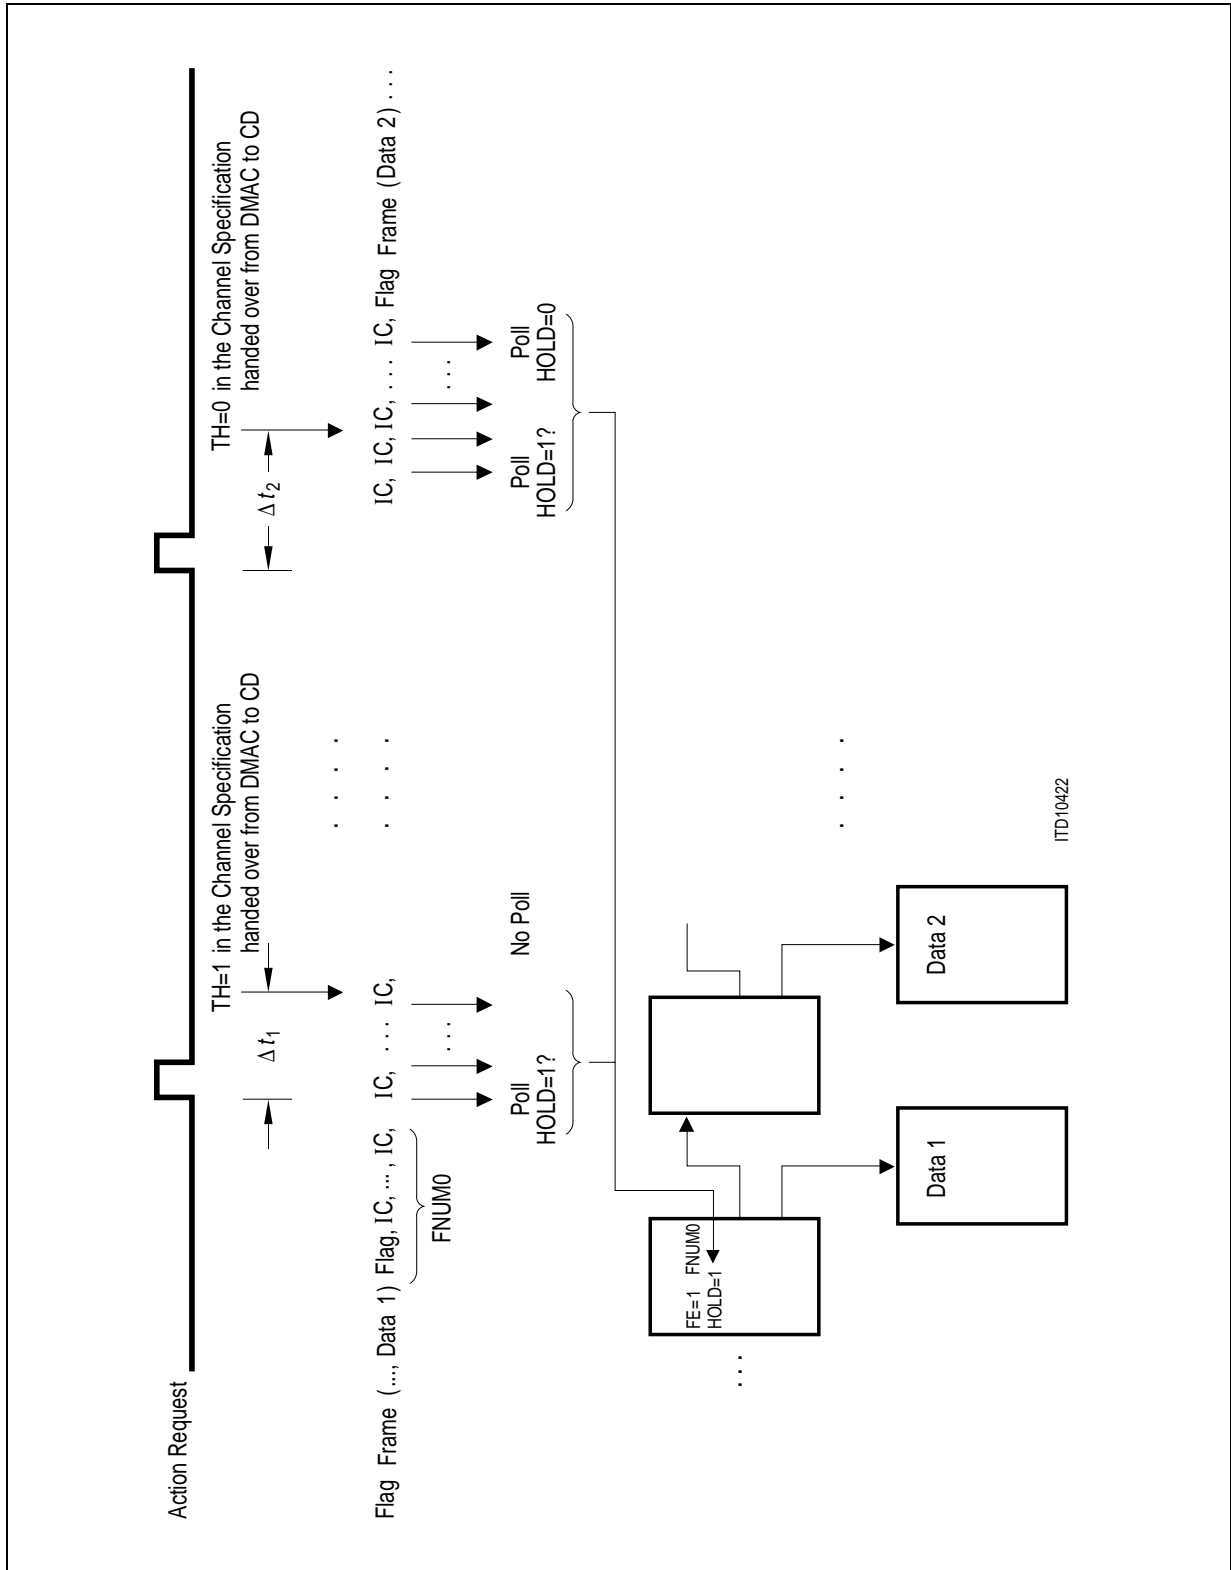 Action Request
TH=1 in the Channel Specification
handed over from DMAC to CD
TH=0 in the Channel Specification
handed over from DMAC to CD
Δt1
Δt2
. . . .
Flag Frame (..., Data 1) Flag, IC, ... , IC, IC, . . . IC,
. . . .
IC, IC, IC, . . . IC, Flag Frame (Data 2) . . .
FNUM0
. . .
. . .
Poll
HOLD=1?
No Poll
Poll
HOLD=1?
Poll
HOLD=0
. . .
FE=1 FNUM0
HOLD=1
. . . .
Data 1
Data 2
ITD10422